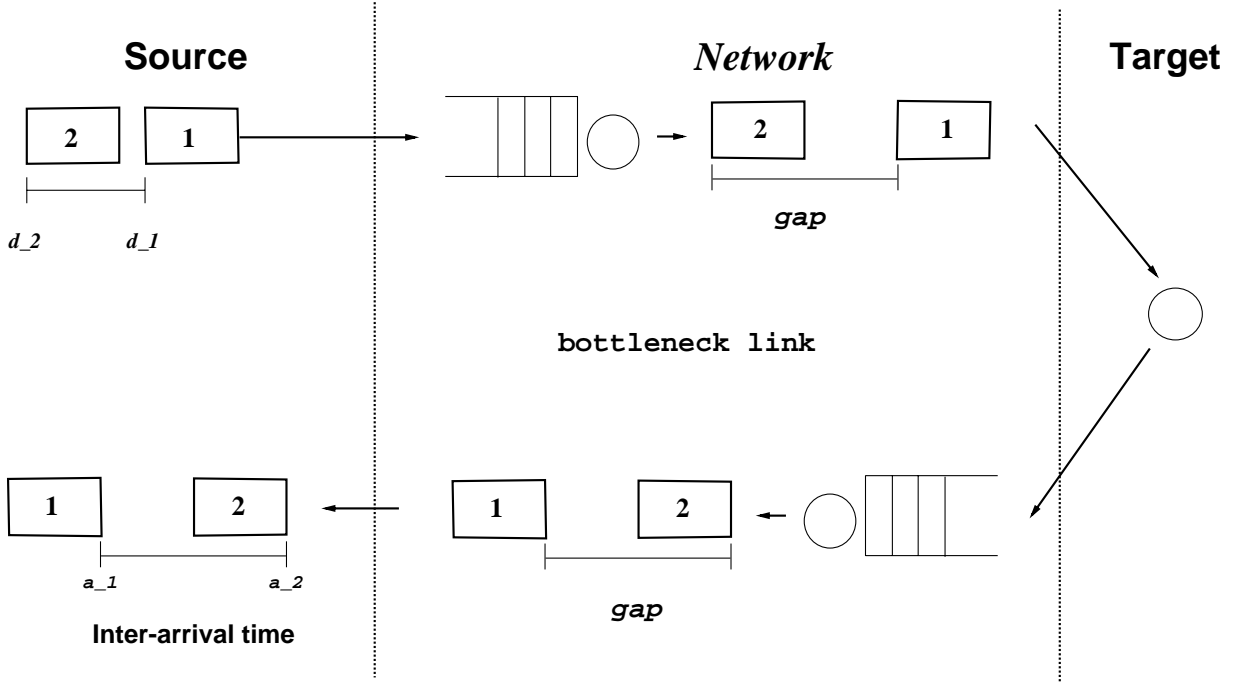 Source
Network
Target
2
1
2
1
d_2
d_1
gap
bottleneck link
1
2
1
2
a_1
a_2
gap
Inter-arrival time